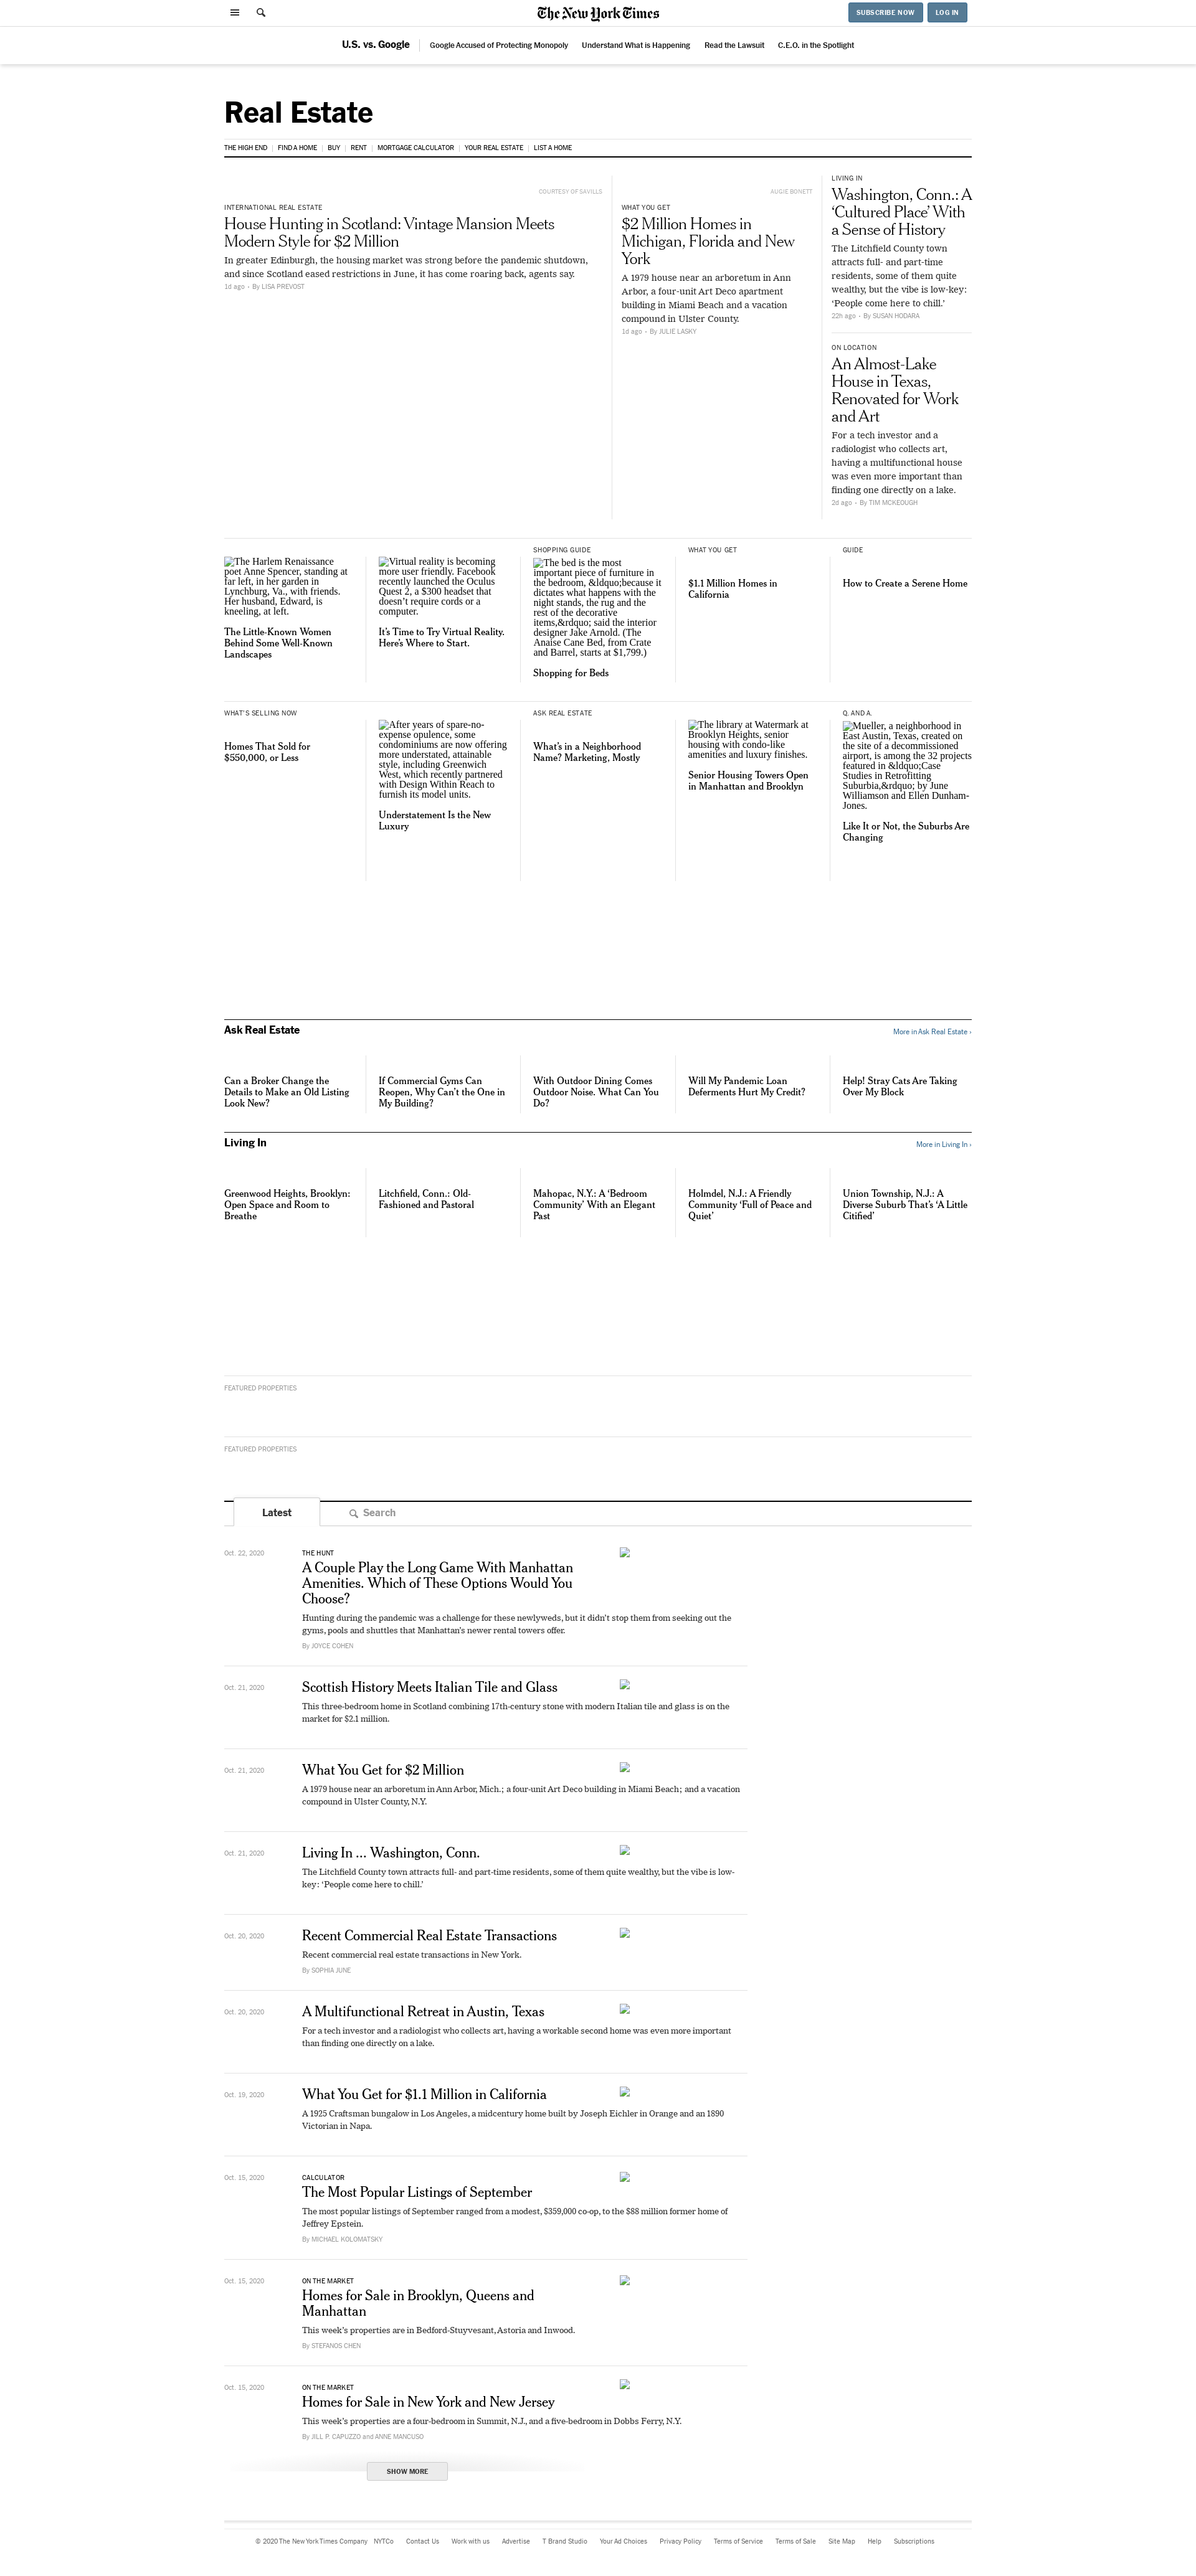 The New York Times
SUBSCRIBE NOW
LOG IN
U.S. vs. Google
Google Accused of Protecting Monopoly
Understand What is Happening
Read the Lawsuit
C.E.O. in the Spotlight
Real Estate
THE HIGH END
FIND A HOME
BUY
RENT
MORTGAGE CALCULATOR
YOUR REAL ESTATE
LIST A HOME
COURTESY OF SAVILLS
INTERNATIONAL REAL ESTATE
House Hunting in Scotland: Vintage Mansion Meets
Modern Style for $2 Million
In greater Edinburgh, the housing market was strong before the pandemic shutdown,
and since Scotland eased restrictions in June, it has come roaring back, agents say.
1d ago • By LISA PREVOST
AUGIE BONETT
WHAT YOU GET
$2 Million Homes in
Michigan, Florida and New
York
A 1979 house near an arboretum in Ann
Arbor, a four-unit Art Deco apartment
building in Miami Beach and a vacation
compound in Ulster County.
1d ago • By JULIE LASKY
LIVING IN
Washington, Conn.: A
‘Cultured Place’ With
a Sense of History
The Litchfield County town
attracts full- and part-time
residents, some of them quite
wealthy, but the vibe is low-key:
‘People come here to chill.’
22h ago • By SUSAN HODARA
ON LOCATION
An Almost-Lake
House in Texas,
Renovated for Work
and Art
For a tech investor and a
radiologist who collects art,
having a multifunctional house
was even more important than
finding one directly on a lake.
2d ago • By TIM MCKEOUGH
The Harlem Renaissance
poet Anne Spencer, standing at
far left, in her garden in
Lynchburg, Va., with friends.
Her husband, Edward, is
kneeling, at left.
The Little-Known Women
Behind Some Well-Known
Landscapes
Virtual reality is becoming
more user friendly. Facebook
recently launched the Oculus
Quest 2, a $300 headset that
doesn’t require cords or a
computer.
It’s Time to Try Virtual Reality.
Here’s Where to Start.
SHOPPING GUIDE
The bed is the most
important piece of furniture in
the bedroom, &ldquo;because it
dictates what happens with the
night stands, the rug and the
rest of the decorative
items,&rdquo; said the interior
designer Jake Arnold. (The
Anaise Cane Bed, from Crate
and Barrel, starts at $1,799.)
Shopping for Beds
WHAT YOU GET
$1.1 Million Homes in
California
GUIDE
How to Create a Serene Home
WHAT'S SELLING NOW
Homes That Sold for
$550,000, or Less
After years of spare-no-
expense opulence, some
condominiums are now offering
more understated, attainable
style, including Greenwich
West, which recently partnered
with Design Within Reach to
furnish its model units.
Understatement Is the New
Luxury
ASK REAL ESTATE
What’s in a Neighborhood
Name? Marketing, Mostly
The library at Watermark at
Brooklyn Heights, senior
housing with condo-like
amenities and luxury finishes.
Senior Housing Towers Open
in Manhattan and Brooklyn
Q. AND A.
Mueller, a neighborhood in
East Austin, Texas, created on
the site of a decommissioned
airport, is among the 32 projects
featured in &ldquo;Case
Studies in Retrofitting
Suburbia,&rdquo; by June
Williamson and Ellen Dunham-
Jones.
Like It or Not, the Suburbs Are
Changing
Ask Real Estate
More in Ask Real Estate ›
Can a Broker Change the
Details to Make an Old Listing
Look New?
If Commercial Gyms Can
Reopen, Why Can’t the One in
My Building?
With Outdoor Dining Comes
Outdoor Noise. What Can You
Do?
Will My Pandemic Loan
Deferments Hurt My Credit?
Help! Stray Cats Are Taking
Over My Block
Living In
More in Living In ›
Greenwood Heights, Brooklyn:
Open Space and Room to
Breathe
Litchfield, Conn.: Old-
Fashioned and Pastoral
Mahopac, N.Y.: A ‘Bedroom
Community’ With an Elegant
Past
Holmdel, N.J.: A Friendly
Community ‘Full of Peace and
Quiet’
Union Township, N.J.: A
Diverse Suburb That’s ‘A Little
Citified’
FEATURED PROPERTIES
FEATURED PROPERTIES
Latest
Search
Oct. 22, 2020
THE HUNT
A Couple Play the Long Game With Manhattan
Amenities. Which of These Options Would You
Choose?
Hunting during the pandemic was a challenge for these newlyweds, but it didn’t stop them from seeking out the
gyms, pools and shuttles that Manhattan’s newer rental towers offer.
By JOYCE COHEN
Oct. 21, 2020
Scottish History Meets Italian Tile and Glass
This three-bedroom home in Scotland combining 17th-century stone with modern Italian tile and glass is on the
market for $2.1 million.
Oct. 21, 2020
What You Get for $2 Million
A 1979 house near an arboretum in Ann Arbor, Mich.; a four-unit Art Deco building in Miami Beach; and a vacation
compound in Ulster County, N.Y.
Oct. 21, 2020
Living In ... Washington, Conn.
The Litchfield County town attracts full- and part-time residents, some of them quite wealthy, but the vibe is low-
key: ‘People come here to chill.’
Oct. 20, 2020
Recent Commercial Real Estate Transactions
Recent commercial real estate transactions in New York.
By SOPHIA JUNE
Oct. 20, 2020
A Multifunctional Retreat in Austin, Texas
For a tech investor and a radiologist who collects art, having a workable second home was even more important
than finding one directly on a lake.
Oct. 19, 2020
What You Get for $1.1 Million in California
A 1925 Craftsman bungalow in Los Angeles, a midcentury home built by Joseph Eichler in Orange and an 1890
Victorian in Napa.
Oct. 15, 2020
CALCULATOR
The Most Popular Listings of September
The most popular listings of September ranged from a modest, $359,000 co-op, to the $88 million former home of
Jeffrey Epstein.
By MICHAEL KOLOMATSKY
Oct. 15, 2020
ON THE MARKET
Homes for Sale in Brooklyn, Queens and
Manhattan
This week’s properties are in Bedford-Stuyvesant, Astoria and Inwood.
By STEFANOS CHEN
Oct. 15, 2020
ON THE MARKET
Homes for Sale in New York and New Jersey
This week’s properties are a four-bedroom in Summit, N.J., and a five-bedroom in Dobbs Ferry, N.Y.
By JILL P. CAPUZZO and ANNE MANCUSO
SHOW MORE
© 2020 The New York Times Company
NYTCo
Contact Us
Work with us
Advertise
T Brand Studio
Your Ad Choices
Privacy Policy
Terms of Service
Terms of Sale
Site Map
Help
Subscriptions